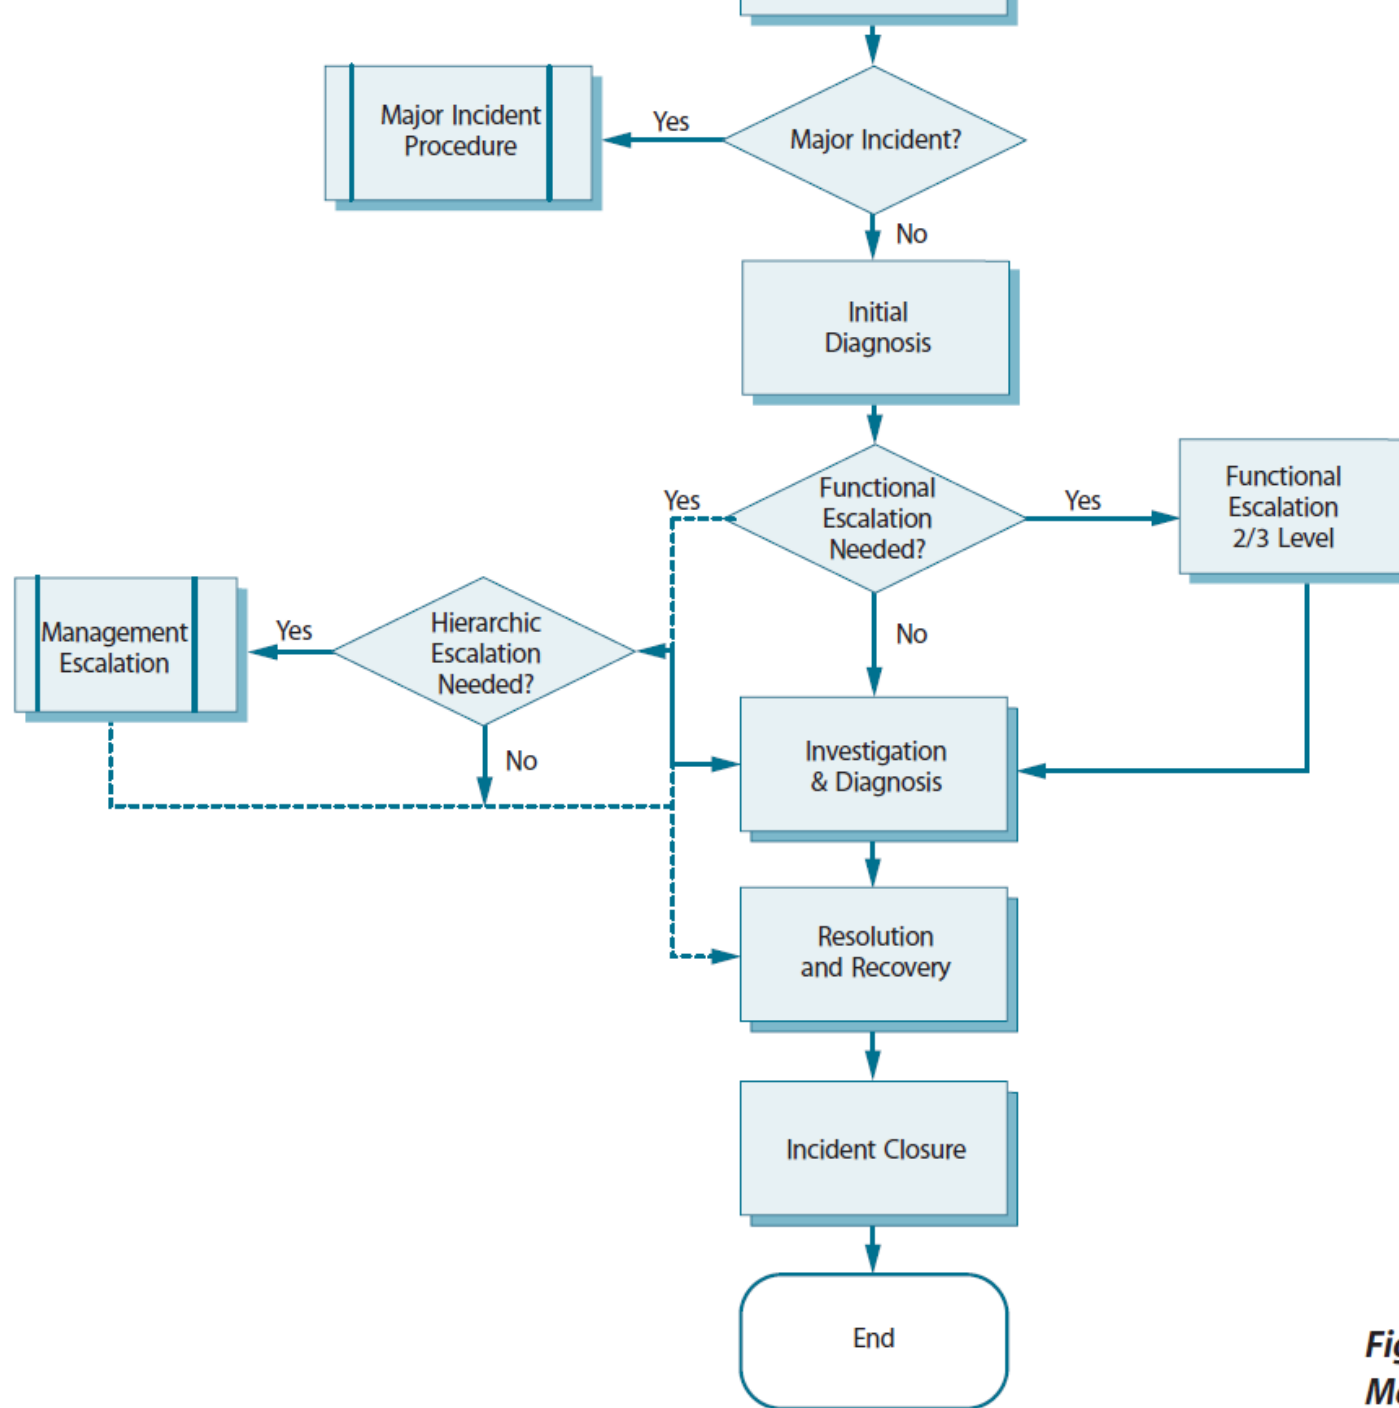 Major Incident
Procedure
Yes
Major Incident?
No
Initial
Diagnosis
Yes
Functional
Escalation
Needed?
Yes
Functional
Escalation
2/3 Level
Management
Escalation
Yes
Hierarchic
Escalation
Needed?
No
No
Investigation
& Diagnosis
Resolution
and Recovery
Incident Closure
End